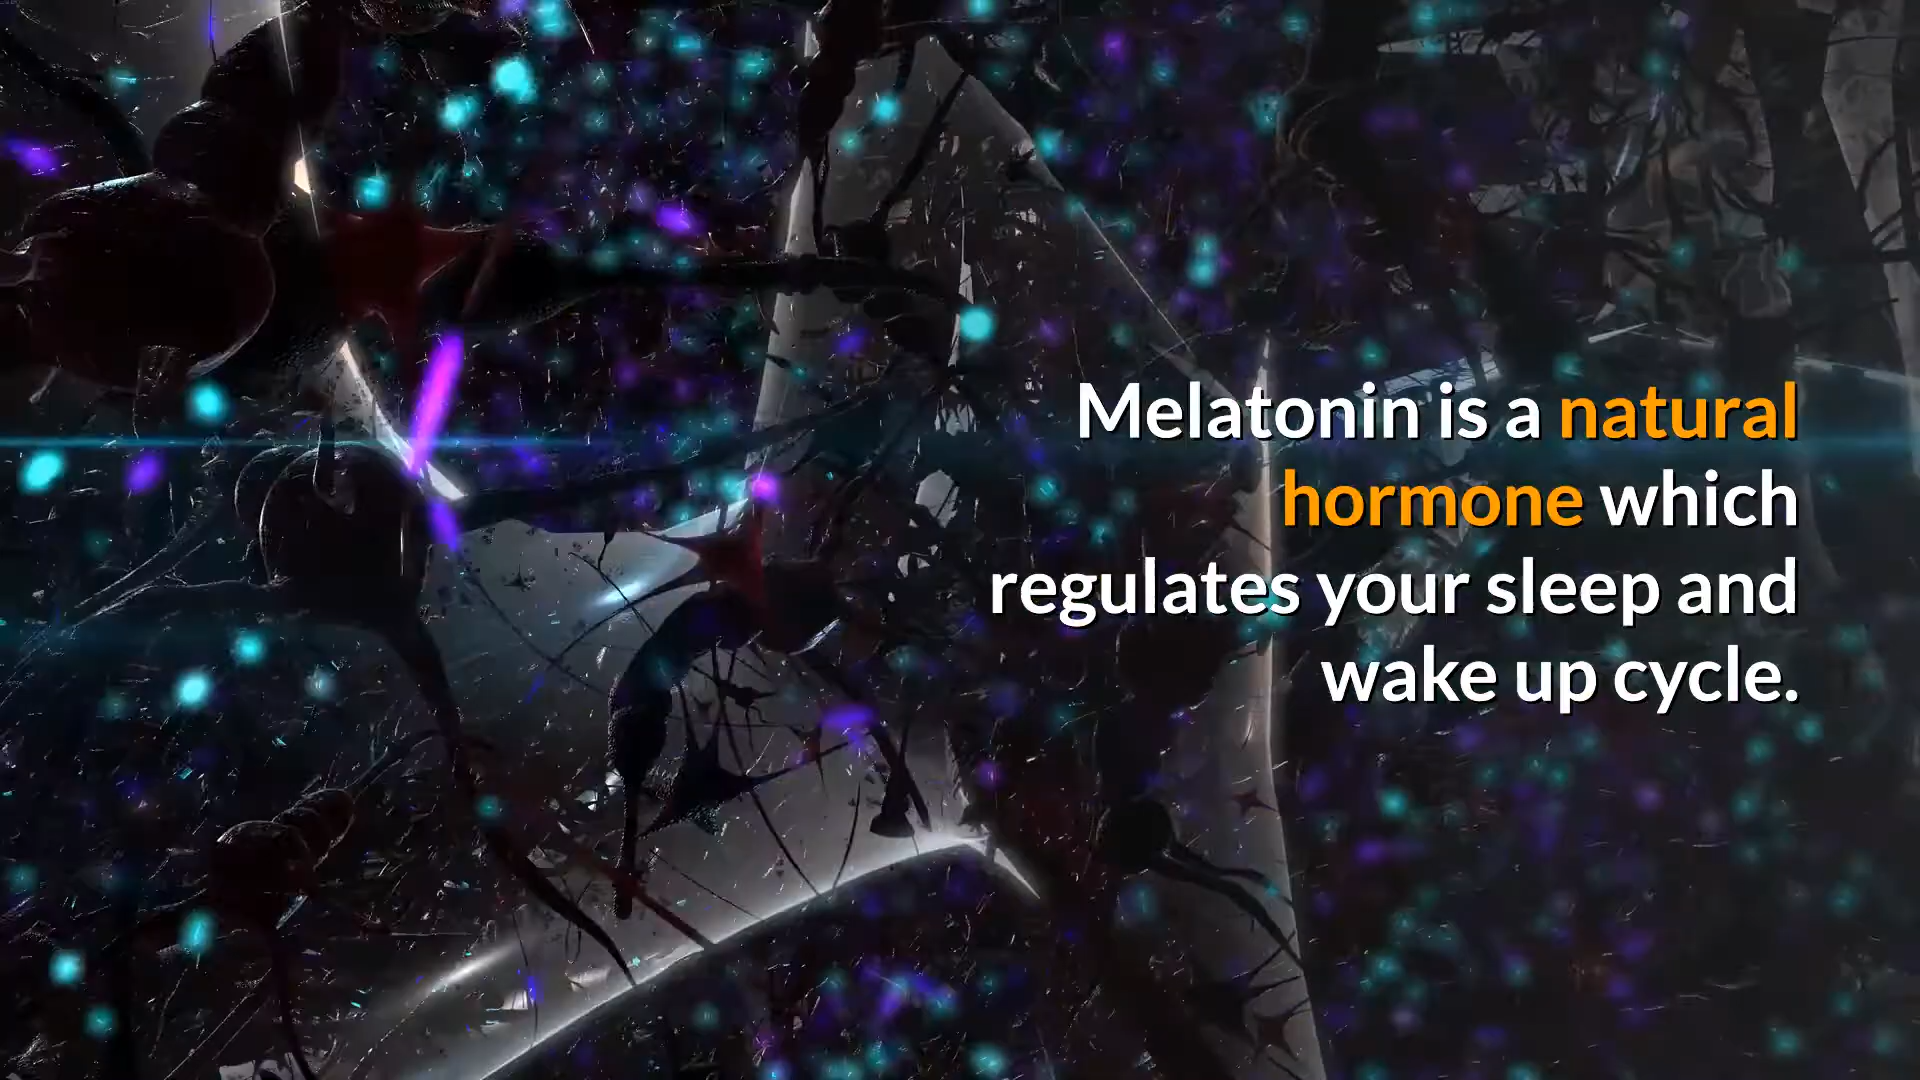 Melatonin is a natural
hormone which
regulates your sleep and
wake up cycle.